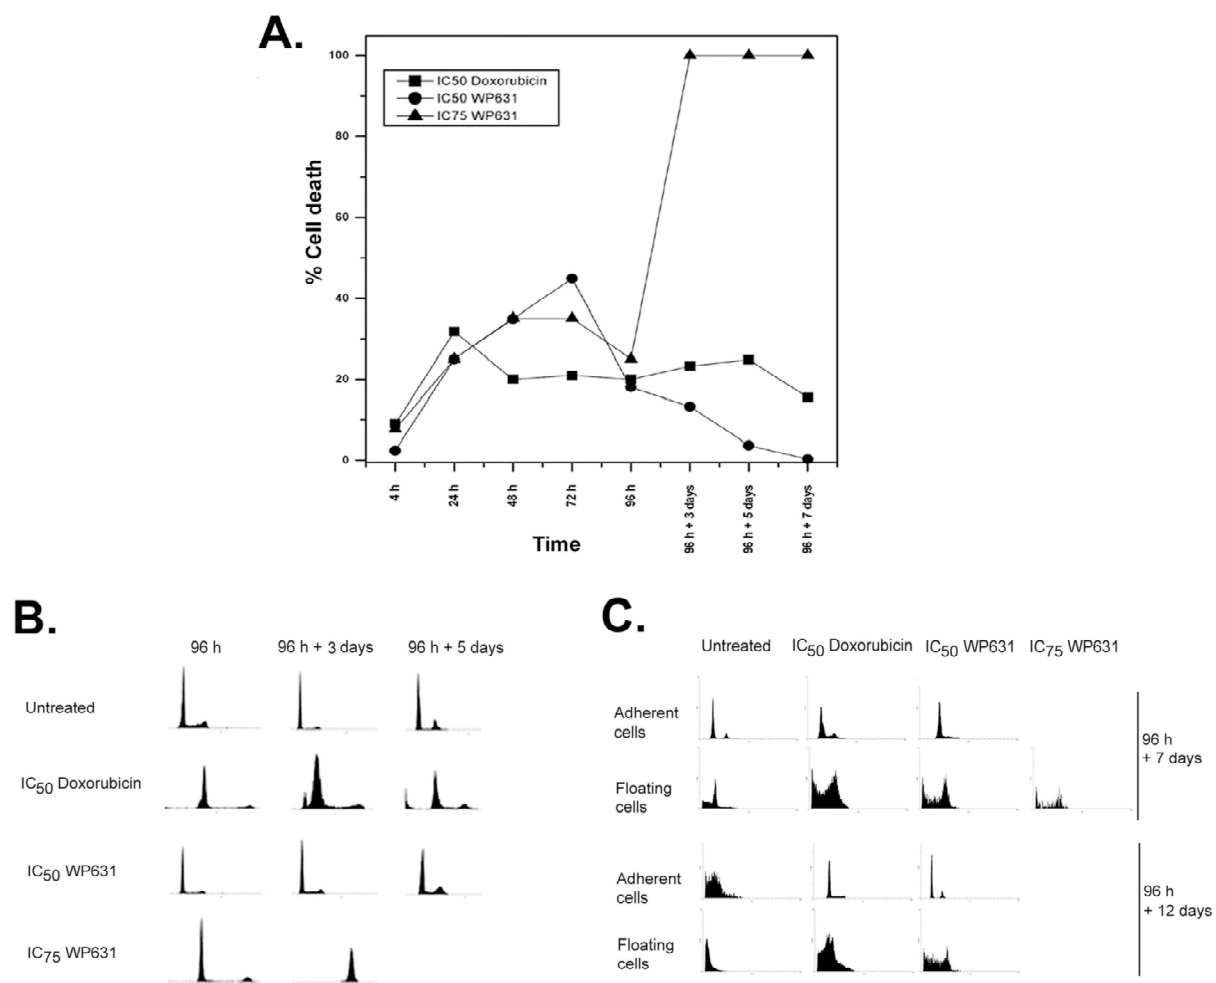 A.
100
80
60
40
20
0
% Cell death
IC50 Doxorubicin
IC50 WP631
IC75 WP631
4 h
24 h
48 h
72 h
96 h
96 h + 3 days
96 h + 5 days
96 h + 7 days
Time
B.
96 h
96 h + 3 days
96 h + 5 days
Untreated
IC50 Doxorubicin
IC50 WP631
IC75 WP631
C.
Untreated
IC50 Doxorubicin
IC50 WP631
IC75 WP631
Adherent
cells
Floating
cells
96 h
+ 7 days
Adherent
cells
Floating
cells
96 h
+ 12 days